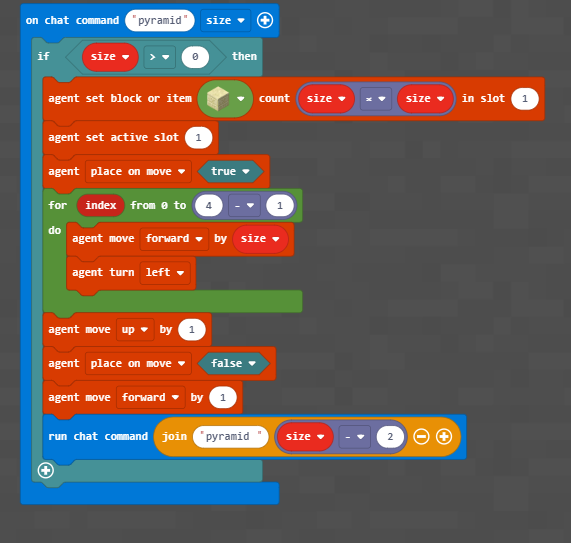 on chat command "pyramid" size
if size > 0 then
agent set block or item count size × size in slot 1
agent set active slot 1
agent place on move true
for index from 0 to 4 - 1
do
agent move forward by size
agent turn left
agent move up by 1
agent place on move false
agent move forward by 1
run chat command join "pyramid " size - 2